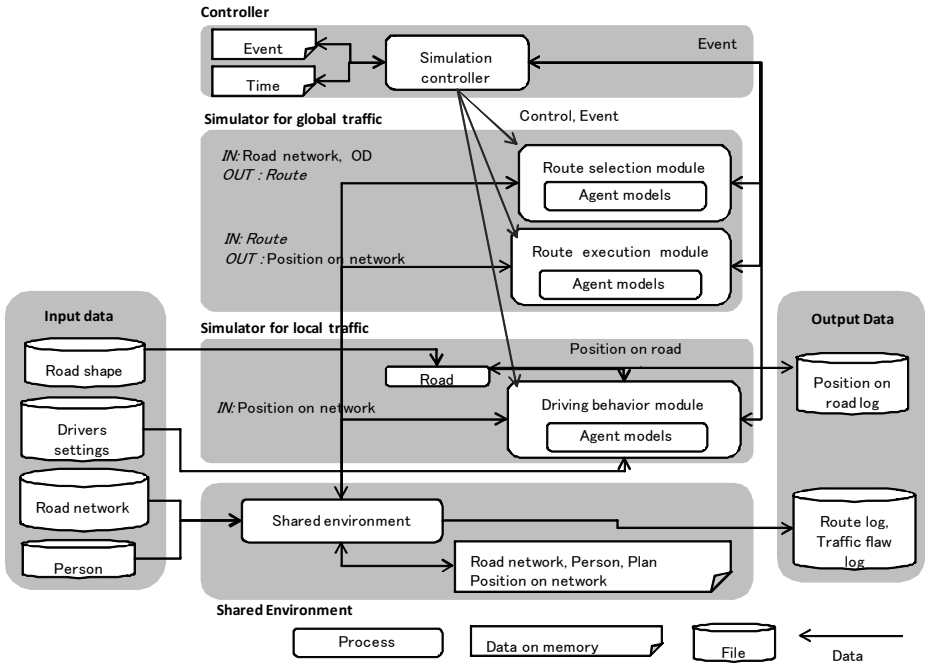 Controller
Event
Time
Simulation
controller
Event
Control, Event
Simulator for global traffic
IN: Road network, OD
OUT : Route
Route selection module
Agent models
IN: Route
OUT : Position on network
Route execution module
Agent models
Input data
Road shape
Drivers
settings
Road network
Person
Simulator for local traffic
Position on road
Road
IN: Position on network
Driving behavior module
Agent models
Output Data
Position on
road log
Route log,
Traffic flaw
log
Shared environment
Road network, Person, Plan
Position on network
Shared Environment
Process
Data on memory
File
Data